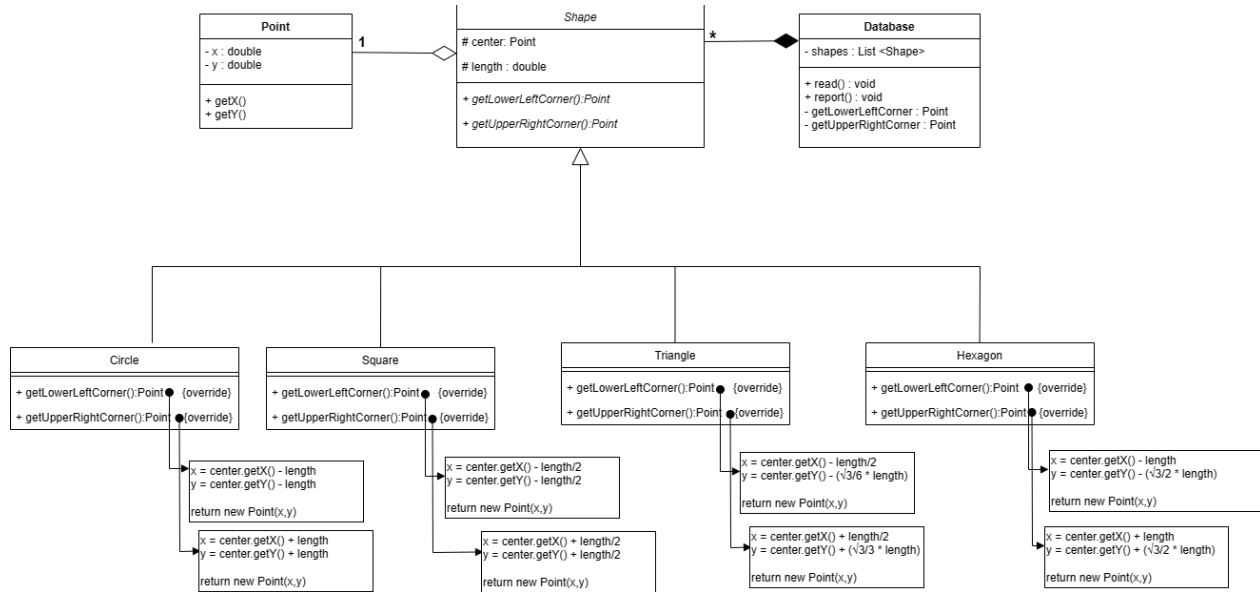 Point
- x : double
- y : double
+ getX()
+ getY()
1
Shape
# center: Point
# length : double
+ getLowerLeftCorner():Point
+ getUpperRightCorner():Point
*
Database
- shapes : List <Shape>
+ read() : void
+ report() : void
- getLowerLeftCorner : Point
- getUpperRightCorner : Point
Circle
+ getLowerLeftCorner():Point {override}
+ getUpperRightCorner():Point {override}
x = center.getX() - length
y = center.getY() - length
return new Point(x,y)
x = center.getX() + length
y = center.getY() + length
return new Point(x,y)
Square
+ getLowerLeftCorner():Point {override}
+ getUpperRightCorner():Point {override}
x = center.getX() - length/2
y = center.getY() - length/2
return new Point(x,y)
x = center.getX() + length/2
y = center.getY() + length/2
return new Point(x,y)
Triangle
+ getLowerLeftCorner():Point {override}
+ getUpperRightCorner():Point {override}
x = center.getX() - length/2
y = center.getY() - (√3/6 * length)
return new Point(x,y)
x = center.getX() + length/2
y = center.getY() + (√3/3 * length)
return new Point(x,y)
Hexagon
+ getLowerLeftCorner():Point {override}
+ getUpperRightCorner():Point {override}
x = center.getX() - length
y = center.getY() - (√3/2 * length)
return new Point(x,y)
x = center.getX() + length
y = center.getY() + (√3/2 * length)
return new Point(x,y)